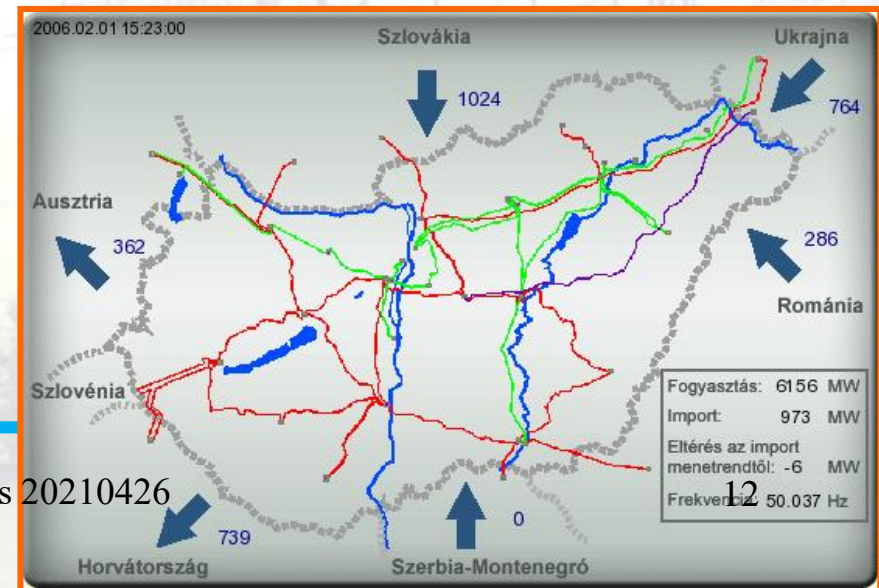 2006.02.01 15:23:00
Szlovákia
Ukrajna
1024
764
Ausztria
362
286
Románia
Szlovénia
Fogyasztás: 6156 MW
Import: 973 MW
Eltérés az import
menetrendtől: -6 MW
Frekvencia: 50.037 Hz
s 20210426
12
0
739
Horvátország
Szerbia-Montenegró